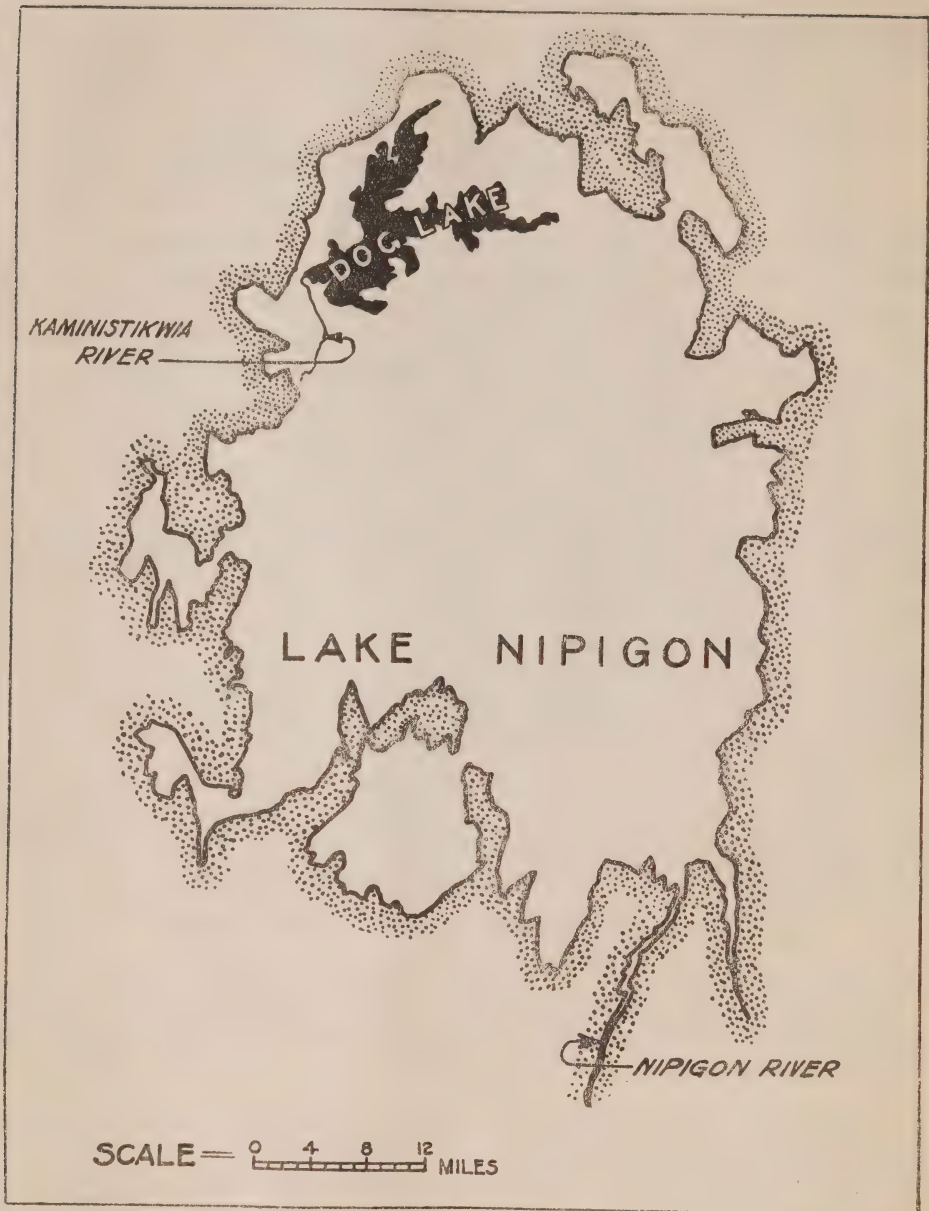 DOG LAKE
KAMINISTIKWIA
RIVER
LAKE NIPIGON
NIPIGON RIVER
SCALE = 0 4 8 12 MILES